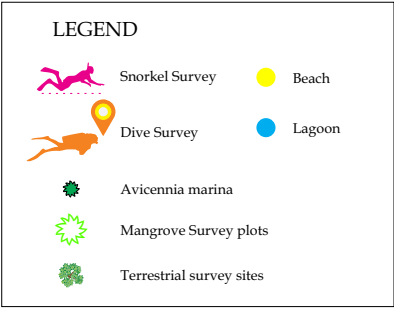 LEGEND
Snorkel Survey
Beach
Dive Survey
Lagoon
Avicennia marina
Mangrove Survey plots
Terrestrial survey sites